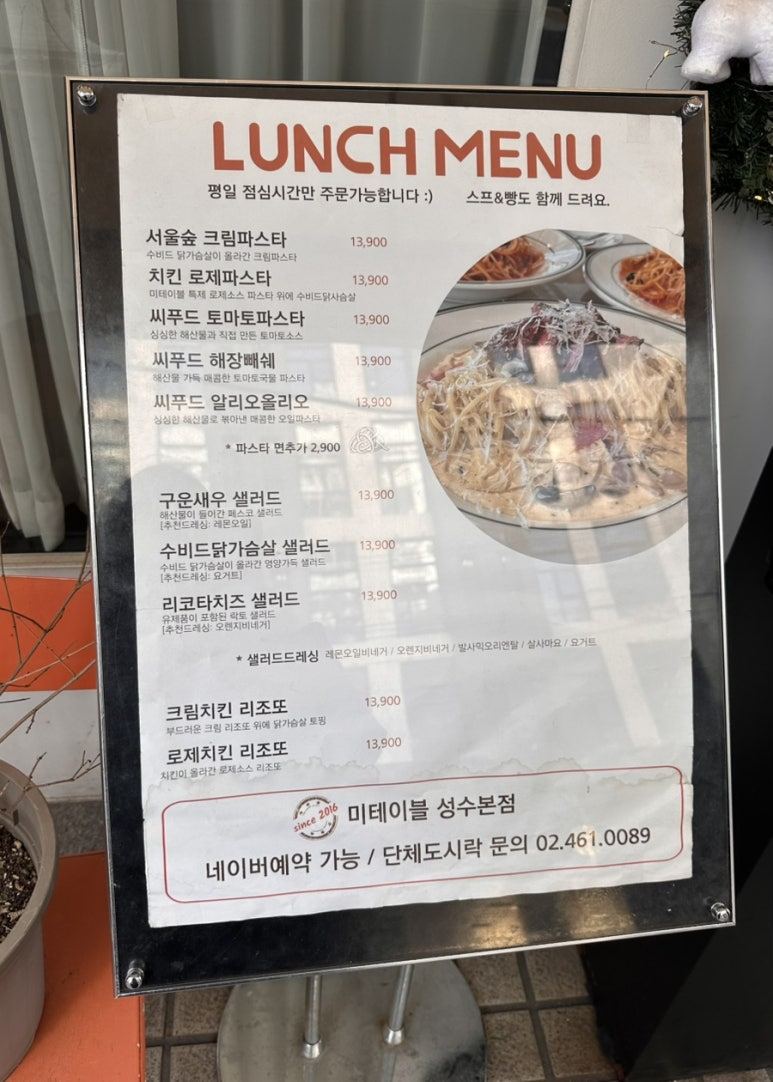 LUNCH MENU
평일 점심시간만 주문가능합니다 :) 스프&빵도 함께 드려요.
서울숲 크림파스타 13,900
수비드 닭가슴살이 올라간 크림파스타
치킨 로제파스타 13,900
미테이블 특제 로제소스 파스타 위에 수비드닭사슴살
씨푸드 토마토파스타 13,900
싱싱한 해산물과 직접 만든 토마토소스
씨푸드 해장빼쉐 13,900
해산물 가득 매콤한 토마토국물 파스타
씨푸드 알리오올리오 13,900
싱싱한 해산물로 볶아낸 매콤한 오일파스타
* 파스타 면추가 2,900
구운새우 샐러드 13,900
해산물이 들어간 페스코 샐러드
[추천드레싱: 레몬오일]
수비드닭가슴살 샐러드 13,900
수비드 닭가슴살이 올라간 영양가득 샐러드
[추천드레싱: 요거트]
리코타치즈 샐러드 13,900
유제품이 포함된 락토 샐러드
[추천드레싱: 오렌지비네거]
* 샐러드드레싱 레몬오일비네거 / 오렌지비네거 / 발사믹오리엔탈 / 살사마요 / 요거트
크림치킨 리조또 13,900
부드러운 크림 리조또 위에 닭가슴살 토핑
로제치킨 리조또 13,900
치킨이 올라간 로제소스 리조또
since 2016 미테이블 성수본점
네이버예약 가능 / 단체도시락 문의 02.461.0089